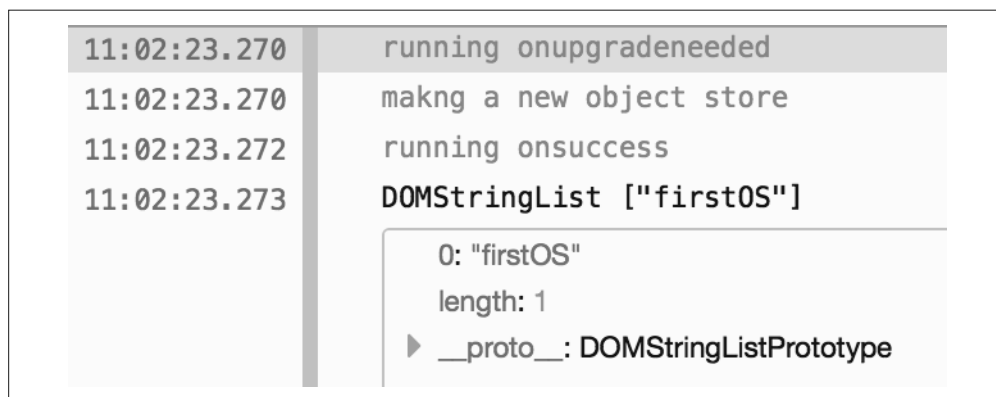 11:02:23.270 running onupgradeneeded
11:02:23.270 makng a new object store
11:02:23.272 running onsuccess
11:02:23.273 DOMStringList ["firstOS"]
0: "firstOS"
length: 1
__proto__: DOMStringListPrototype